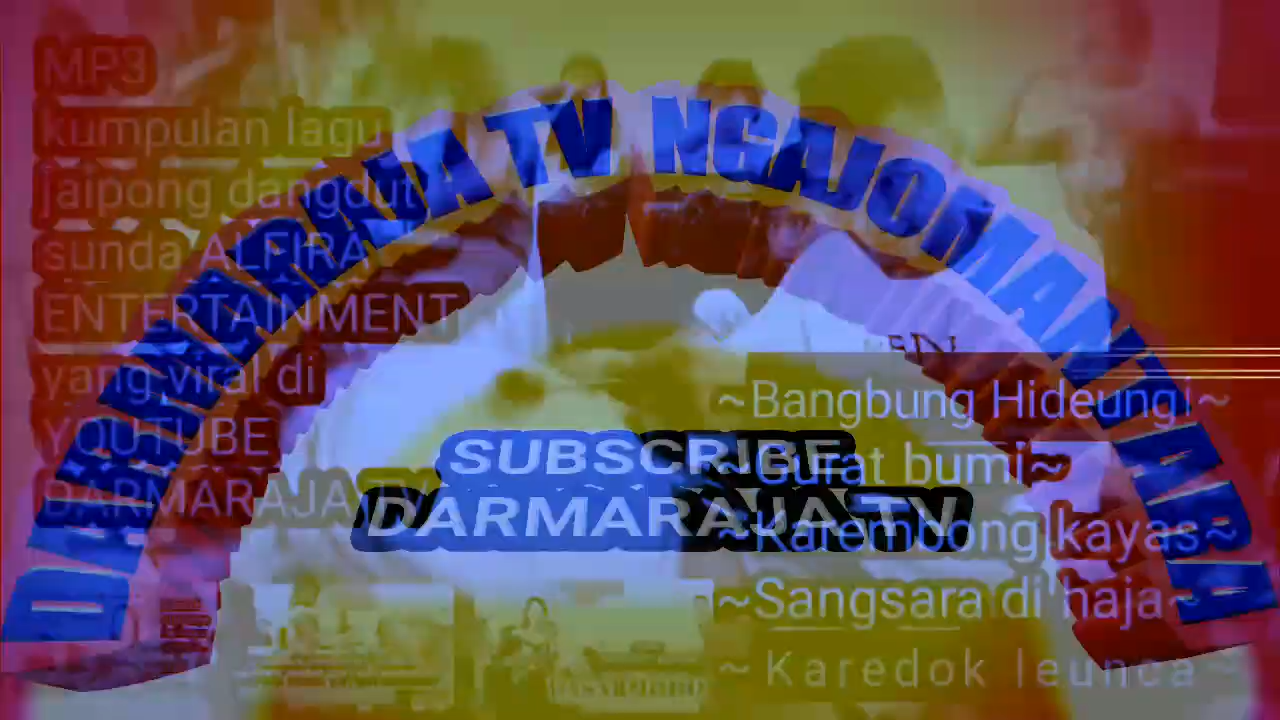 DARMARAJA TV NGAJOMANTARA
MP3
kumpulan lagu
jaipong dangdut
sunda ALFIRA
ENTERTAINMENT
yang viral di
YOUTUBE
DARMARAJA TV
SUBSCRIBE
DARMARAJA TV
~Bangbung Hideung~
~Gurat bumi~
~Karembong kayas~
~Sangsara di haja~
~Karedok leunca~